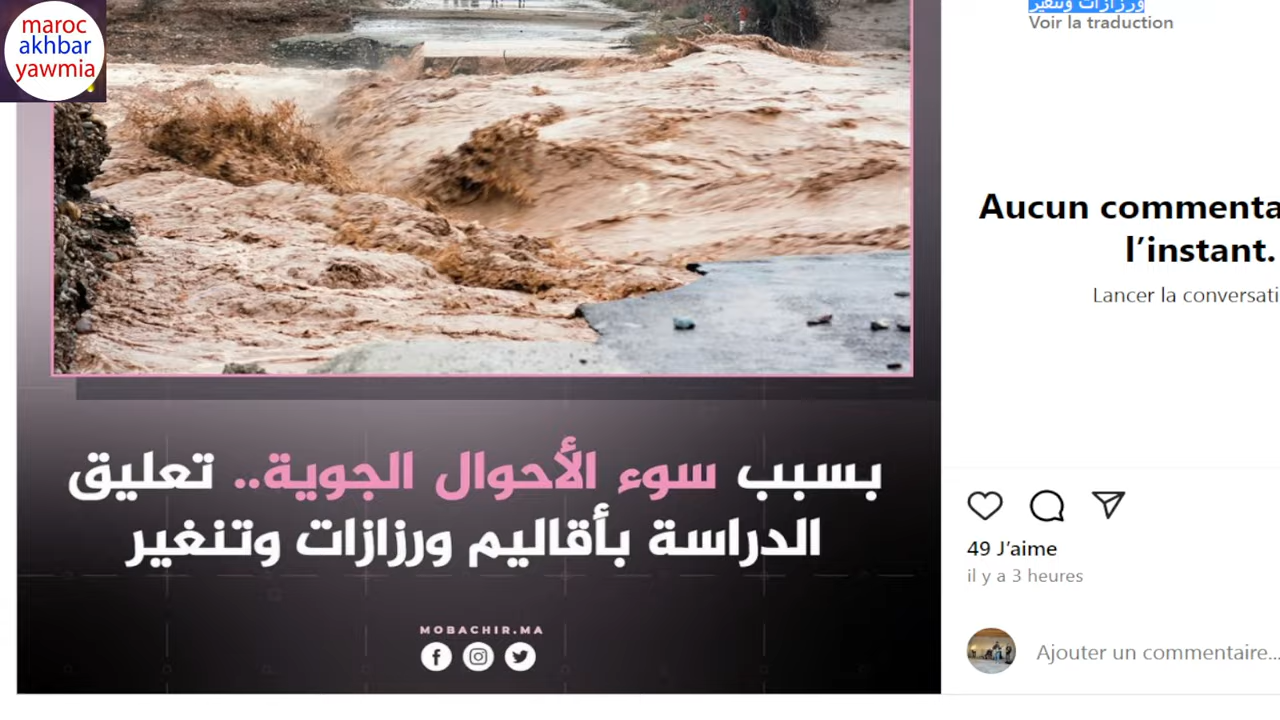 maroc
akhbar
yawmia
ورزازات وتنغير
Voir la traduction
Aucun commenta
l’instant.
Lancer la conversati
بسبب سوء الأحوال الجوية.. تعليق
الدراسة بأقاليم ورزازات وتنغير
MOBACHIR.MA
49 J’aime
il y a 3 heures
Ajouter un commentaire...